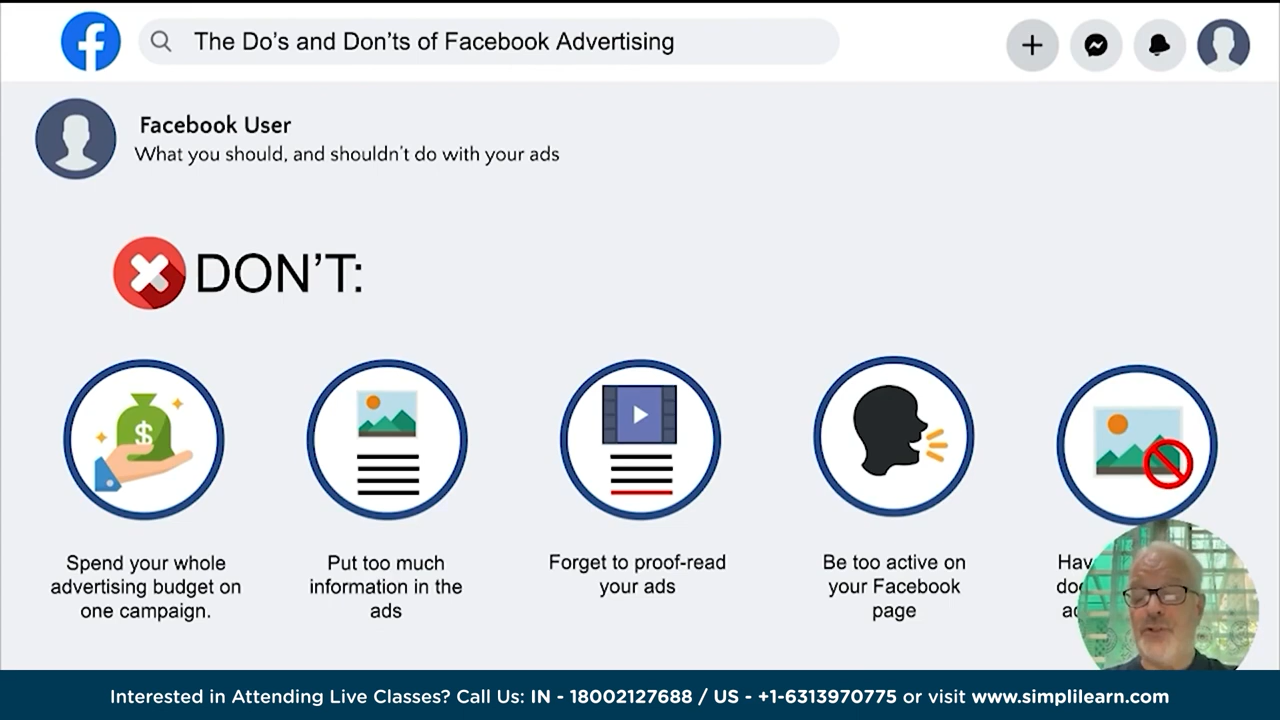 The Do's and Don'ts of Facebook Advertising
Facebook User
What you should, and shouldn't do with your ads
DON'T:
Spend your whole
advertising budget on
one campaign.
Put too much
information in the
ads
Forget to proof-read
your ads
Be too active on
your Facebook
page
Interested in Attending Live Classes? Call Us: IN - 18002127688 / US - +1-6313970775 or visit www.simplilearn.com